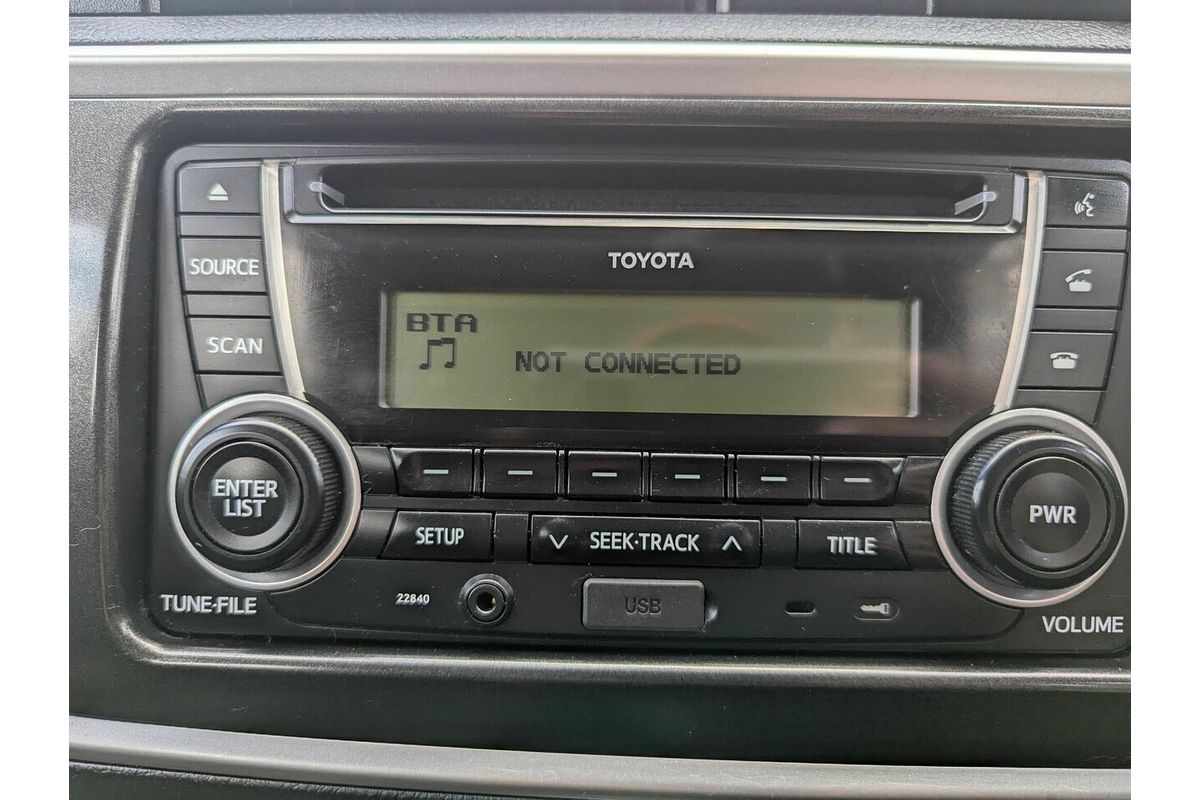 TOYOTA
SOURCE
SCAN
BTA
NOT CONNECTED
ENTER
LIST
PWR
SETUP
SEEK·TRACK
TITLE
TUNE·FILE
22840
USB
VOLUME